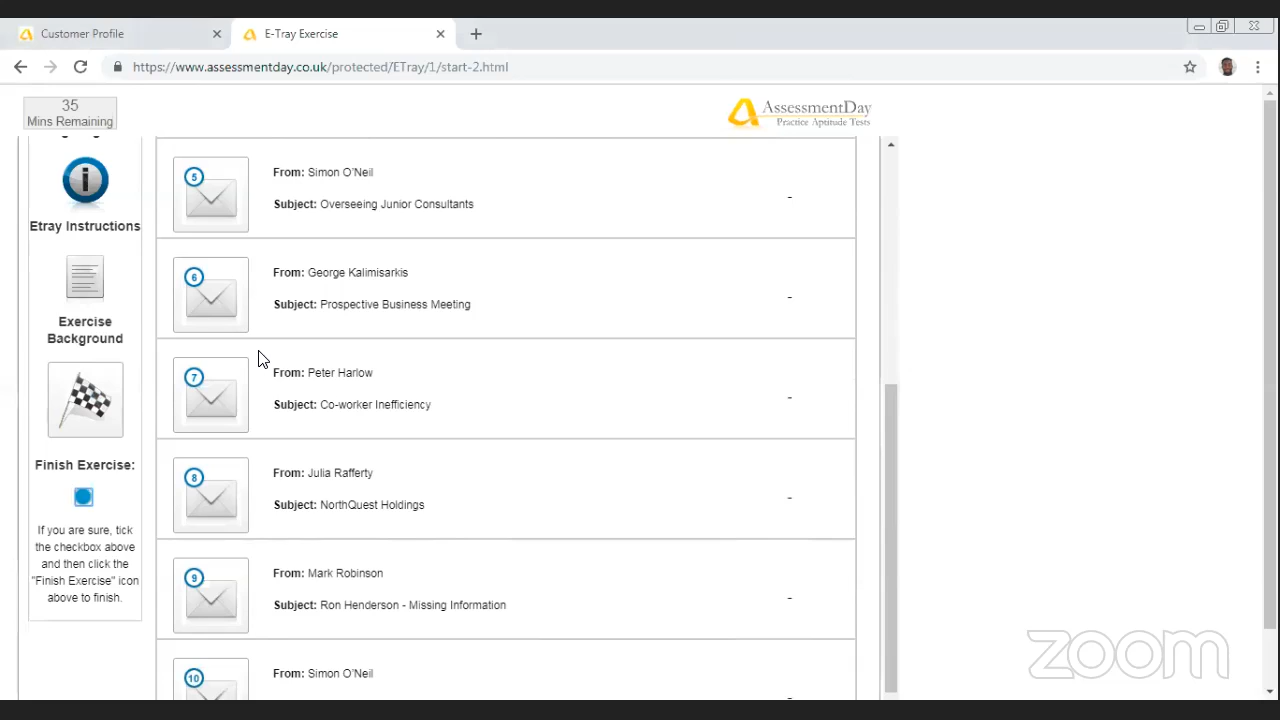 Customer Profile
E-Tray Exercise
https://www.assessmentday.co.uk/protected/ETray/1/start-2.html
35
Mins Remaining
AssessmentDay
Practice Aptitude Tests
Etray Instructions
Exercise
Background
Finish Exercise:
If you are sure, tick
the checkbox above
and then click the
"Finish Exercise" icon
above to finish.
5
From: Simon O'Neil
Subject: Overseeing Junior Consultants
-
6
From: George Kalimisarkis
Subject: Prospective Business Meeting
-
7
From: Peter Harlow
Subject: Co-worker Inefficiency
-
8
From: Julia Rafferty
Subject: NorthQuest Holdings
-
9
From: Mark Robinson
Subject: Ron Henderson - Missing Information
-
10
From: Simon O'Neil
-
zoom